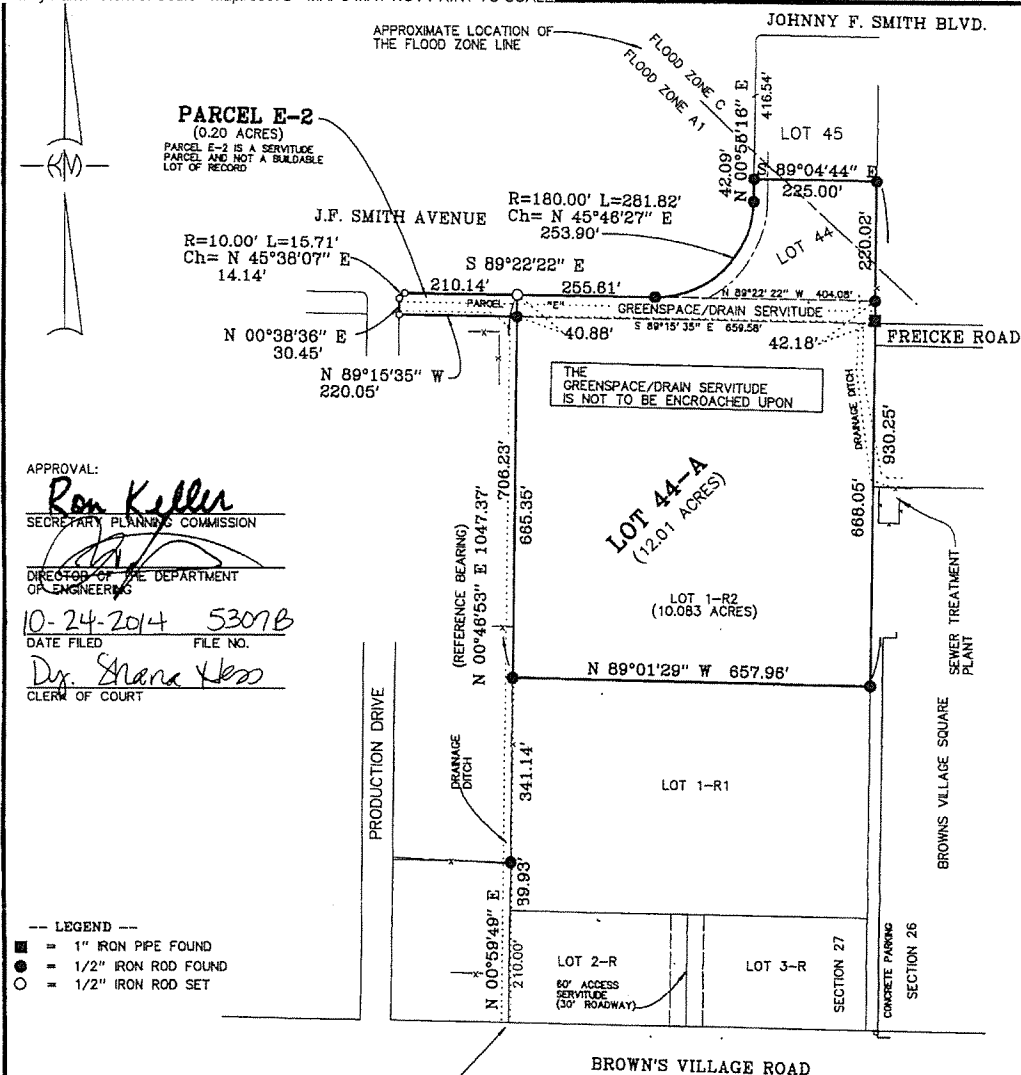 MAPS MAY NOT PRINT TO SCALE
JOHNNY F. SMITH BLVD.
APPROXIMATE LOCATION OF
THE FLOOD ZONE LINE
FLOOD ZONE C
FLOOD ZONE A1
N 00°58'16" E
416.54'
42.09'
LOT 45
S 89°04'44" E
225.00'
PARCEL E-2
(0.20 ACRES)
PARCEL E-2 IS A SERVITUDE
PARCEL AND NOT A BUILDABLE
LOT OF RECORD
KM
J.F. SMITH AVENUE
R=180.00' L=281.82'
Ch= N 45°46'27" E
253.90'
LOT 44
220.02'
R=10.00' L=15.71'
Ch= N 45°38'07" E
14.14'
S 89°22'22" E
210.14'
255.61'
N 89°22'22" W 404.08'
PARCEL "E"
GREENSPACE/DRAIN SERVITUDE
S 89°15'35" E 659.58'
N 00°38'36" E
30.45'
40.88'
42.18'
FREICKE ROAD
N 89°15'35" W
220.05'
THE
GREENSPACE/DRAIN SERVITUDE
IS NOT TO BE ENCROACHED UPON
DRAINAGE DITCH
930.25'
668.05'
APPROVAL:
Ron Keller
SECRETARY PLANNING COMMISSION
DIRECTOR OF THE DEPARTMENT
OF ENGINEERING
10-24-2014 5307B
DATE FILED FILE NO.
Dy. Shana Hess
CLERK OF COURT
(REFERENCE BEARING)
N 00°46'53" E 1047.37'
706.23'
665.35'
LOT 44-A
(12.01 ACRES)
LOT 1-R2
(10.083 ACRES)
SEWER TREATMENT
PLANT
N 89°01'29" W 657.96'
PRODUCTION DRIVE
DRAINAGE
DITCH
341.14'
LOT 1-R1
BROWNS VILLAGE SQUARE
39.93'
N 00°59'49" E
210.00'
-- LEGEND --
= 1" IRON PIPE FOUND
= 1/2" IRON ROD FOUND
= 1/2" IRON ROD SET
LOT 2-R
60' ACCESS
SERVITUDE
(30' ROADWAY)
LOT 3-R
SECTION 27
CONCRETE PARKING
SECTION 26
BROWN'S VILLAGE ROAD